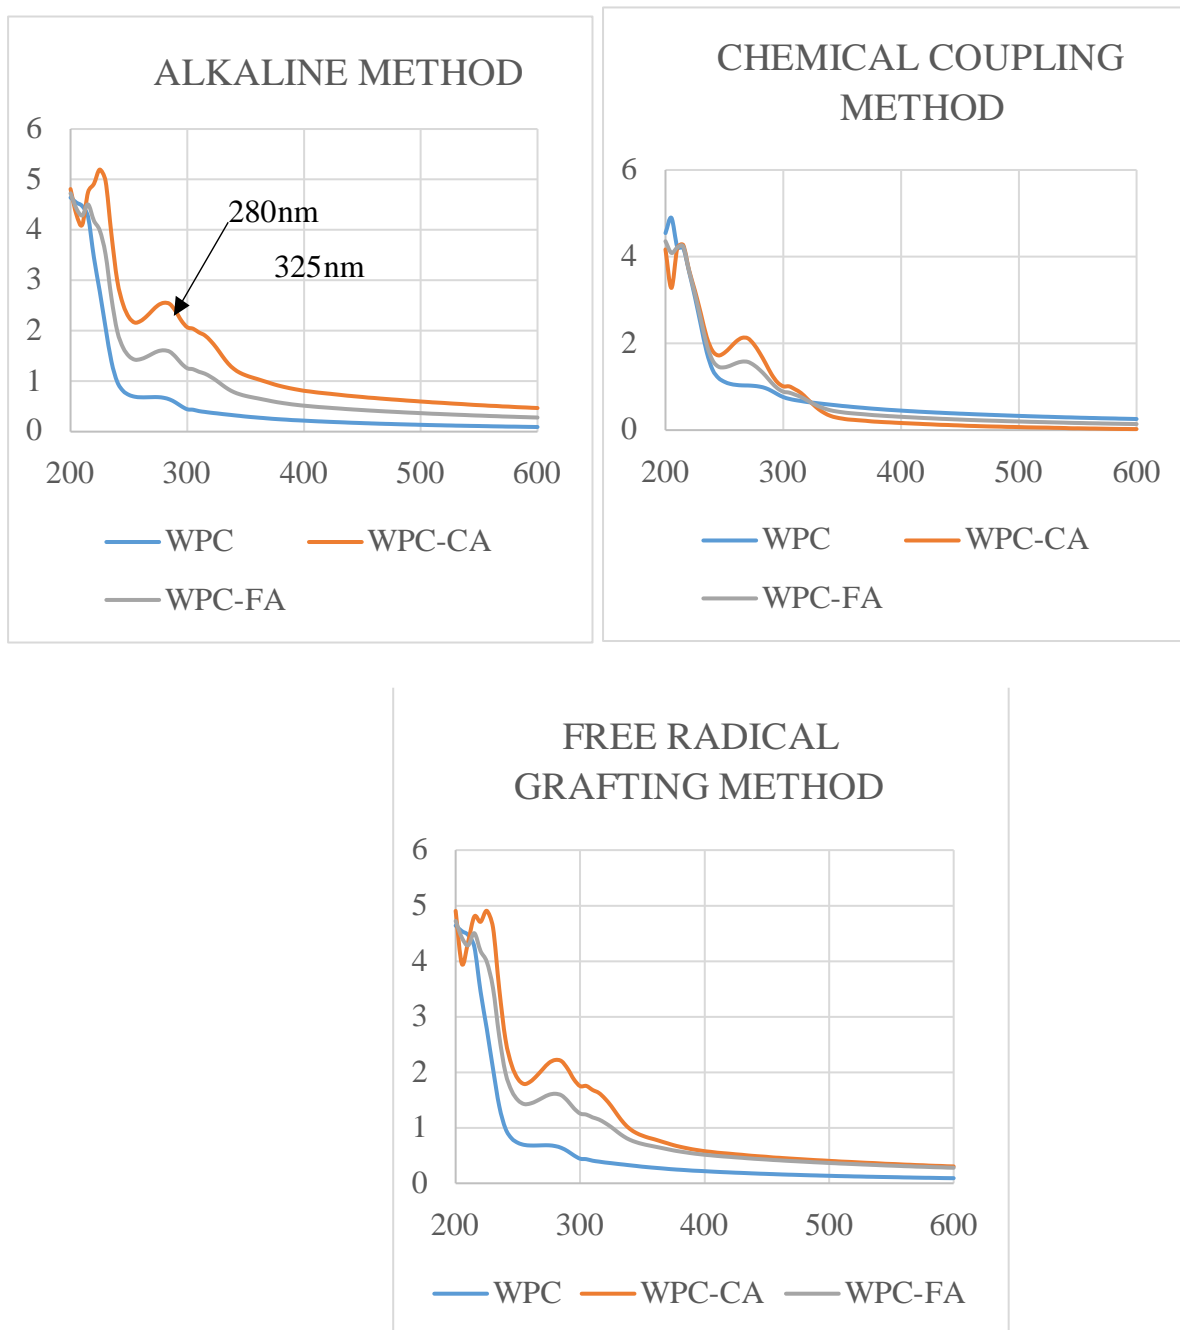 ALKALINE METHOD
6
5
4
3
2
1
0
280nm
325nm
200 300 400 500 600
WPC WPC-CA
WPC-FA
CHEMICAL COUPLING
METHOD
6
4
2
0
200 300 400 500 600
WPC WPC-CA
WPC-FA
FREE RADICAL
GRAFTING METHOD
6
5
4
3
2
1
0
200 300 400 500 600
WPC WPC-CA WPC-FA